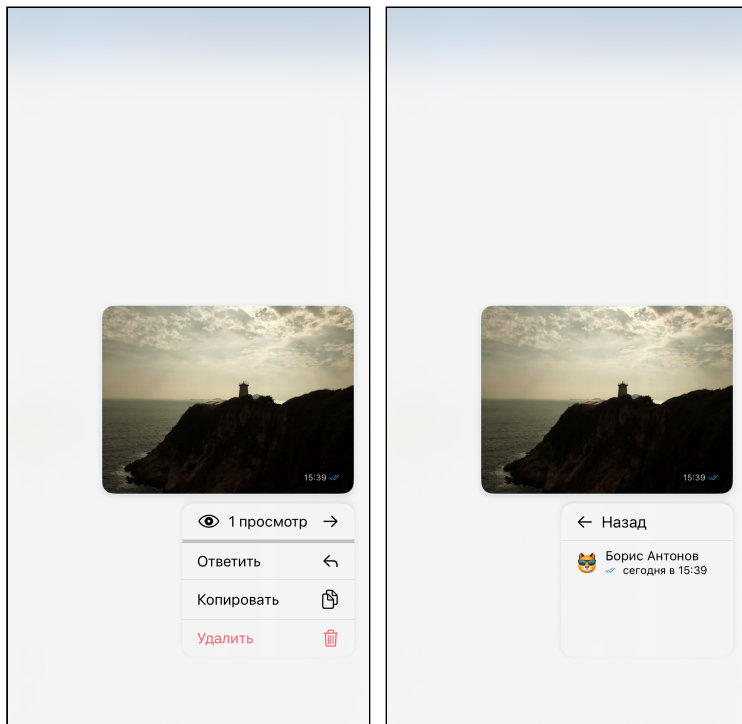 15:39
1 просмотр
Ответить
Копировать
Удалить
15:39
Назад
Борис Антонов
сегодня в 15:39